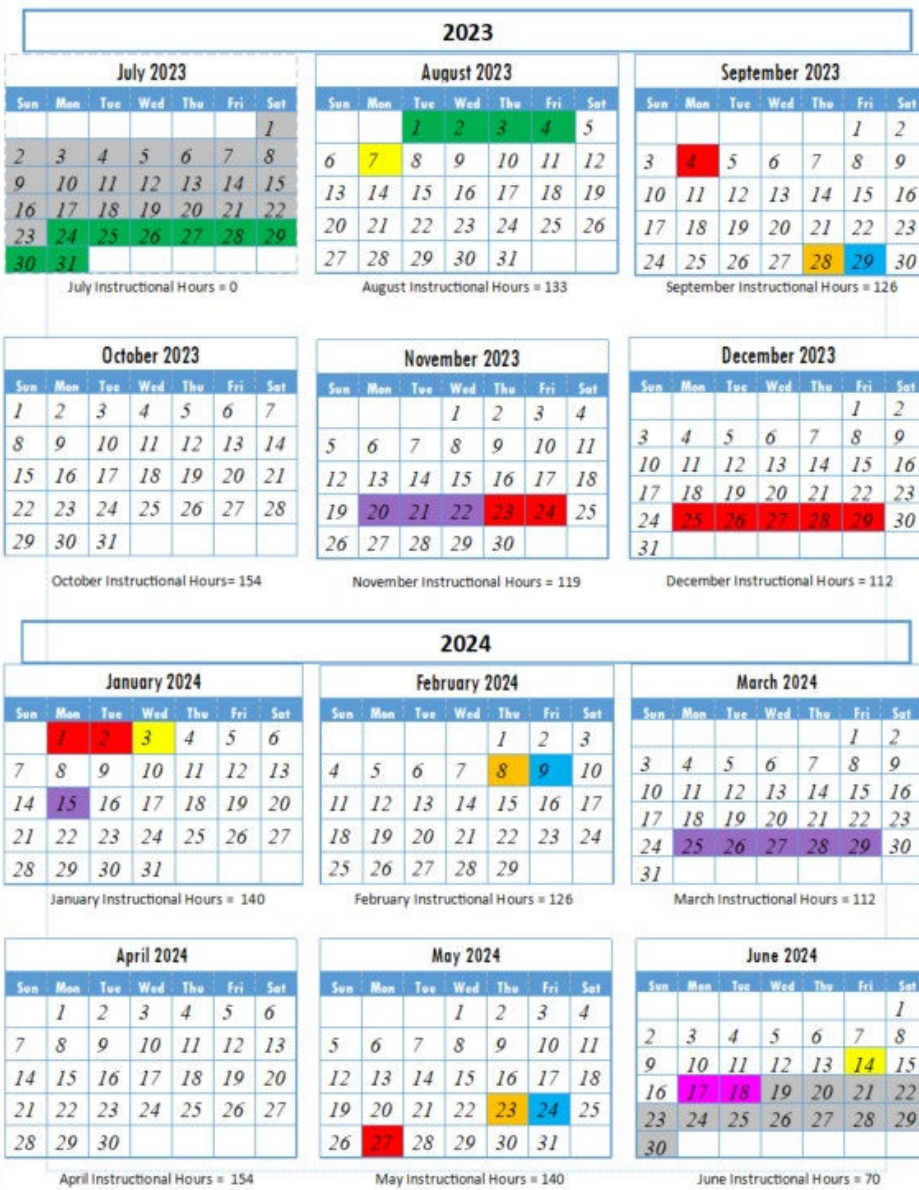 2023
July 2023 August 2023 September 2023
Sun Mon Tue Wed Thu Fri Sat Sun Mon Tue Wed Thu Fri Sat Sun Mon Tue Wed Thu Fri Sat
1 1 2 3 4 5 1 2
2 3 4 5 6 7 8 6 7 8 9 10 11 12 3 4 5 6 7 8 9
9 10 11 12 13 14 15 13 14 15 16 17 18 19 10 11 12 13 14 15 16
16 17 18 19 20 21 22 20 21 22 23 24 25 26 17 18 19 20 21 22 23
23 24 25 26 27 28 29 27 28 29 30 31 24 25 26 27 28 29 30
30 31
July Instructional Hours = 0 August Instructional Hours = 133 September Instructional Hours = 126
October 2023 November 2023 December 2023
Sun Mon Tue Wed Thu Fri Sat Sun Mon Tue Wed Thu Fri Sat Sun Mon Tue Wed Thu Fri Sat
1 2 3 4 5 6 7 1 2 3 4 1 2
8 9 10 11 12 13 14 5 6 7 8 9 10 11 3 4 5 6 7 8 9
15 16 17 18 19 20 21 12 13 14 15 16 17 18 10 11 12 13 14 15 16
22 23 24 25 26 27 28 19 20 21 22 23 24 25 17 18 19 20 21 22 23
29 30 31 26 27 28 29 30 24 25 26 27 28 29 30
31
October Instructional Hours= 154 November Instructional Hours = 119 December Instructional Hours = 112
2024
January 2024 February 2024 March 2024
Sun Mon Tue Wed Thu Fri Sat Sun Mon Tue Wed Thu Fri Sat Sun Mon Tue Wed Thu Fri Sat
1 2 3 4 5 6 1 2 3 1 2
7 8 9 10 11 12 13 4 5 6 7 8 9 10 3 4 5 6 7 8 9
14 15 16 17 18 19 20 11 12 13 14 15 16 17 10 11 12 13 14 15 16
21 22 23 24 25 26 27 18 19 20 21 22 23 24 17 18 19 20 21 22 23
28 29 30 31 25 26 27 28 29 24 25 26 27 28 29 30
31
January Instructional Hours = 140 February Instructional Hours = 126 March Instructional Hours = 112
April 2024 May 2024 June 2024
Sun Mon Tue Wed Thu Fri Sat Sun Mon Tue Wed Thu Fri Sat Sun Mon Tue Wed Thu Fri Sat
1 2 3 4 5 6 1 2 3 4 1
7 8 9 10 11 12 13 5 6 7 8 9 10 11 2 3 4 5 6 7 8
14 15 16 17 18 19 20 12 13 14 15 16 17 18 9 10 11 12 13 14 15
21 22 23 24 25 26 27 19 20 21 22 23 24 25 16 17 18 19 20 21 22
28 29 30 26 27 28 29 30 31 23 24 25 26 27 28 29
30
April Instructional Hours = 154 May Instructional Hours = 140 June Instructional Hours = 70